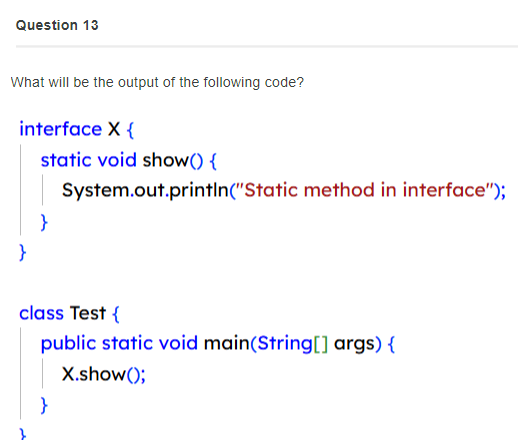 Question 13
What will be the output of the following code?
interface X {
static void show() {
System.out.println("Static method in interface");
}
}
class Test {
public static void main(String[] args) {
X.show();
}
}